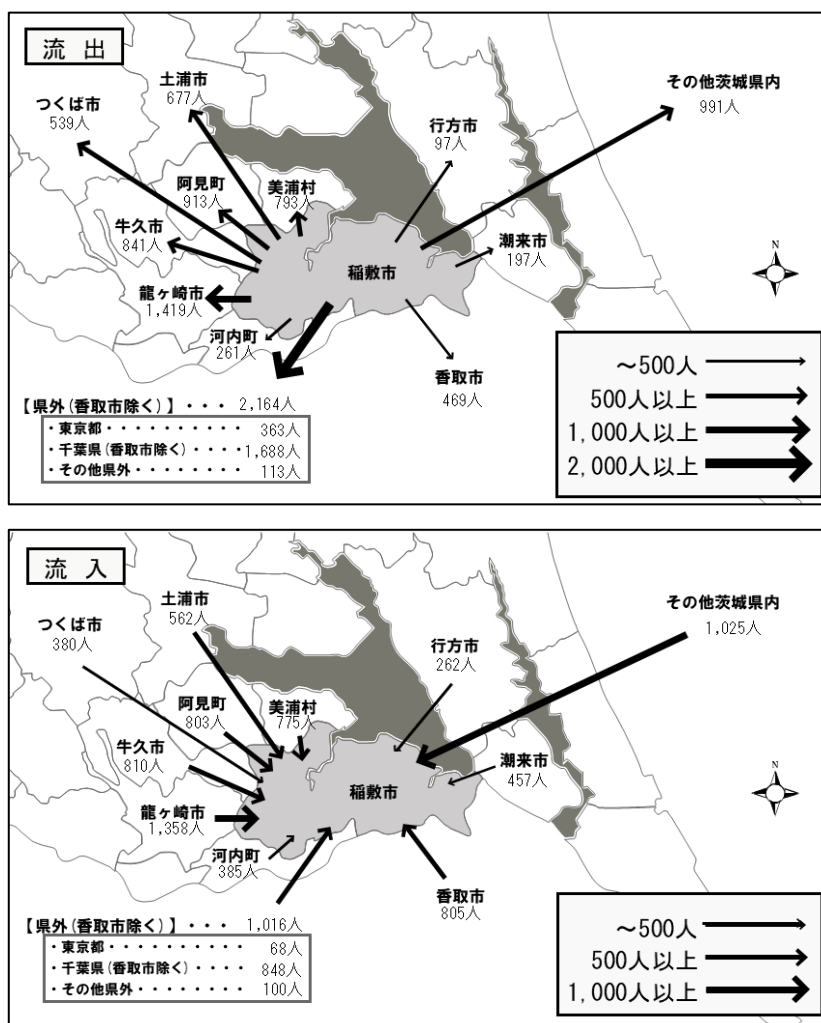 流出
土浦市
677人
つくば市
539人
その他茨城県内
991人
行方市
97人
阿見町
913人
美浦村
793人
牛久市
841人
潮来市
197人
稲敷市
N
龍ヶ崎市
1,419人
河内町
261人
香取市
469人
【県外(香取市除く)】・・・ 2,164人
・東京都・・・・・・・・・・ 363人
・千葉県(香取市除く)・・・・1,688人
・その他県外・・・・・・・・ 113人
～500人
500人以上
1,000人以上
2,000人以上
流入
土浦市
562人
つくば市
380人
その他茨城県内
1,025人
行方市
262人
阿見町
803人
美浦村
775人
牛久市
810人
潮来市
457人
稲敷市
N
龍ヶ崎市
1,358人
河内町
385人
香取市
805人
【県外(香取市除く)】・・・ 1,016人
・東京都・・・・・・・・・・ 68人
・千葉県(香取市除く)・・・・ 848人
・その他県外・・・・・・・・ 100人
～500人
500人以上
1,000人以上